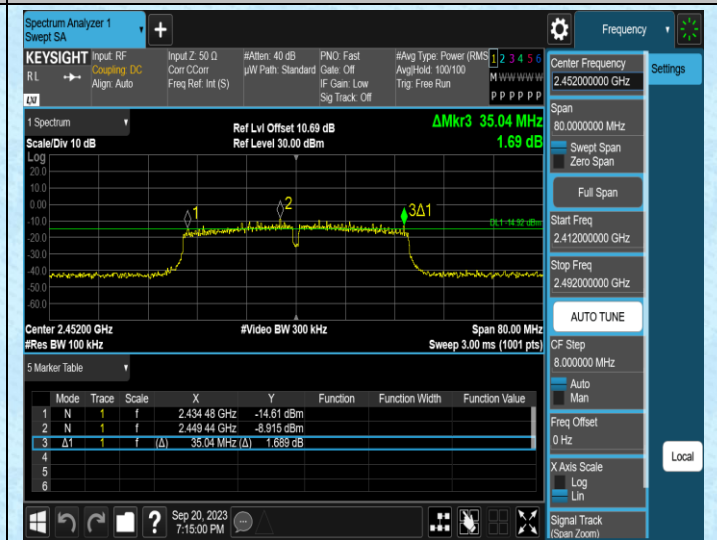 Spectrum Analyzer 1
Swept SA
+
Frequency
KEYSIGHT
RL
LXI
Input: RF
Coupling: DC
Align: Auto
Input Z: 50 Ω
Corr CCorr
Freq Ref: Int (S)
#Atten: 40 dB
µW Path: Standard
PNO: Fast
Gate: Off
IF Gain: Low
Sig Track: Off
#Avg Type: Power (RMS
Avg|Hold: 100/100
Trig: Free Run
1 2 3 4 5 6
M W W W W W
P P P P P P
Center Frequency
2.452000000 GHz
Settings
Span
80.0000000 MHz
Swept Span
Zero Span
Full Span
Start Freq
2.412000000 GHz
Stop Freq
2.492000000 GHz
AUTO TUNE
CF Step
8.000000 MHz
Auto
Man
Freq Offset
0 Hz
X Axis Scale
Log
Lin
Signal Track
(Span Zoom)
Local
1 Spectrum
Scale/Div 10 dB
Ref Lvl Offset 10.69 dB
Ref Level 30.00 dBm
ΔMkr3 35.04 MHz
1.69 dB
Log
20.0
10.0
0.00
-10.0
-20.0
-30.0
-40.0
-50.0
-60.0
1
2
3Δ1
DL1 -14.92 dBm
Center 2.45200 GHz
#Video BW 300 kHz
Span 80.00 MHz
#Res BW 100 kHz
Sweep 3.00 ms (1001 pts)
5 Marker Table
Mode Trace Scale X Y Function Function Width Function Value
1 N 1 f 2.434 48 GHz -14.61 dBm
2 N 1 f 2.449 44 GHz -8.915 dBm
3 Δ1 1 f (Δ) 35.04 MHz (Δ) 1.689 dB
4
5
6
?
Sep 20, 2023
7:15:00 PM